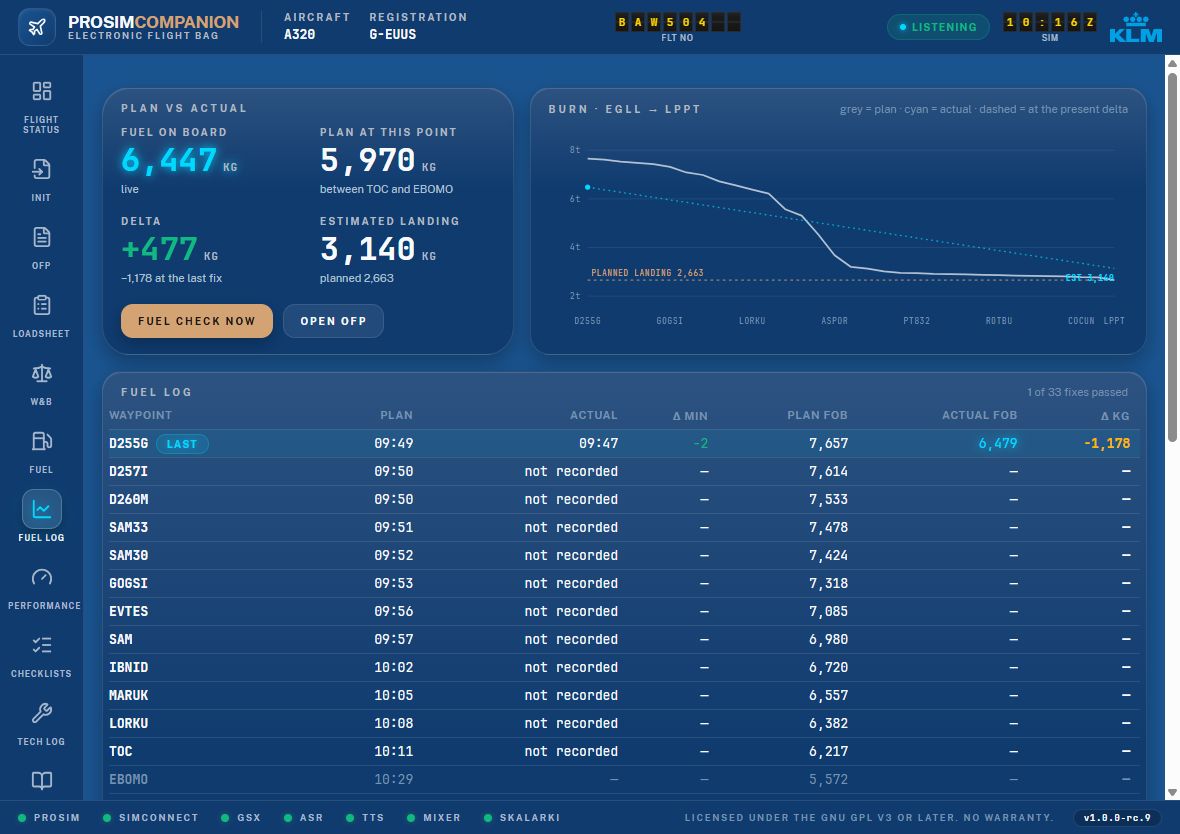 PROSIMCOMPANION
ELECTRONIC FLIGHT BAG
AIRCRAFT
A320
REGISTRATION
G-EUUS
BAW504
FLT NO
LISTENING
10:16Z
SIM
KLM
FLIGHT STATUS
INIT
OFP
LOADSHEET
W&B
FUEL
FUEL LOG
PERFORMANCE
CHECKLISTS
TECH LOG
PLAN VS ACTUAL
FUEL ON BOARD
6,447 KG
live
PLAN AT THIS POINT
5,970 KG
between TOC and EBOMO
DELTA
+477 KG
−1,178 at the last fix
ESTIMATED LANDING
3,140 KG
planned 2,663
FUEL CHECK NOW
OPEN OFP
BURN · EGLL → LPPT
grey = plan · cyan = actual · dashed = at the present delta
8t
6t
4t
2t
PLANNED LANDING 2,663
EST 3,140
D255G GOGSI LORKU ASPOR PT832 ROTBU COCUN LPPT
FUEL LOG
1 of 33 fixes passed
WAYPOINT PLAN ACTUAL Δ MIN PLAN FOB ACTUAL FOB Δ KG
D255G LAST 09:49 09:47 -2 7,657 6,479 -1,178
D257I 09:50 not recorded — 7,614 — —
D260M 09:50 not recorded — 7,533 — —
SAM33 09:51 not recorded — 7,478 — —
SAM30 09:52 not recorded — 7,424 — —
GOGSI 09:53 not recorded — 7,318 — —
EVTES 09:56 not recorded — 7,085 — —
SAM 09:57 not recorded — 6,980 — —
IBNID 10:02 not recorded — 6,720 — —
MARUK 10:05 not recorded — 6,557 — —
LORKU 10:08 not recorded — 6,382 — —
TOC 10:11 not recorded — 6,217 — —
EBOMO 10:29 — — 5,572 — —
PROSIM SIMCONNECT GSX ASR TTS MIXER SKALARKI
LICENSED UNDER THE GNU GPL V3 OR LATER. NO WARRANTY.
v1.0.0-rc.9